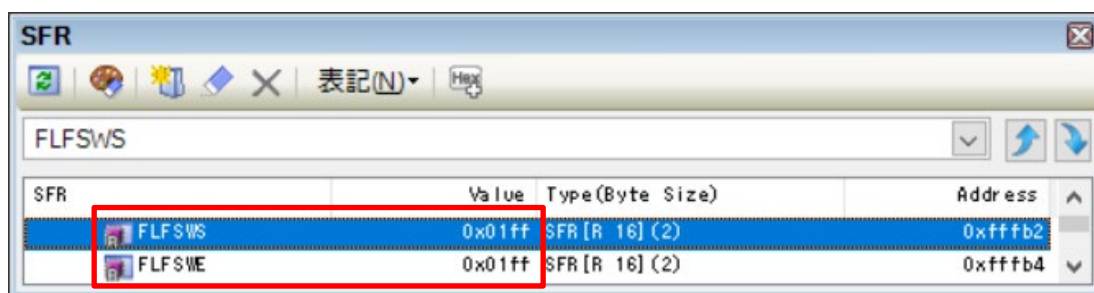 SFR
表記(N)▾ Hex
FLFSWS
SFR Value Type(Byte Size) Address
FLFSWS 0x01ff SFR[R 16](2) 0xfffb2
FLFSWE 0x01ff SFR[R 16](2) 0xfffb4